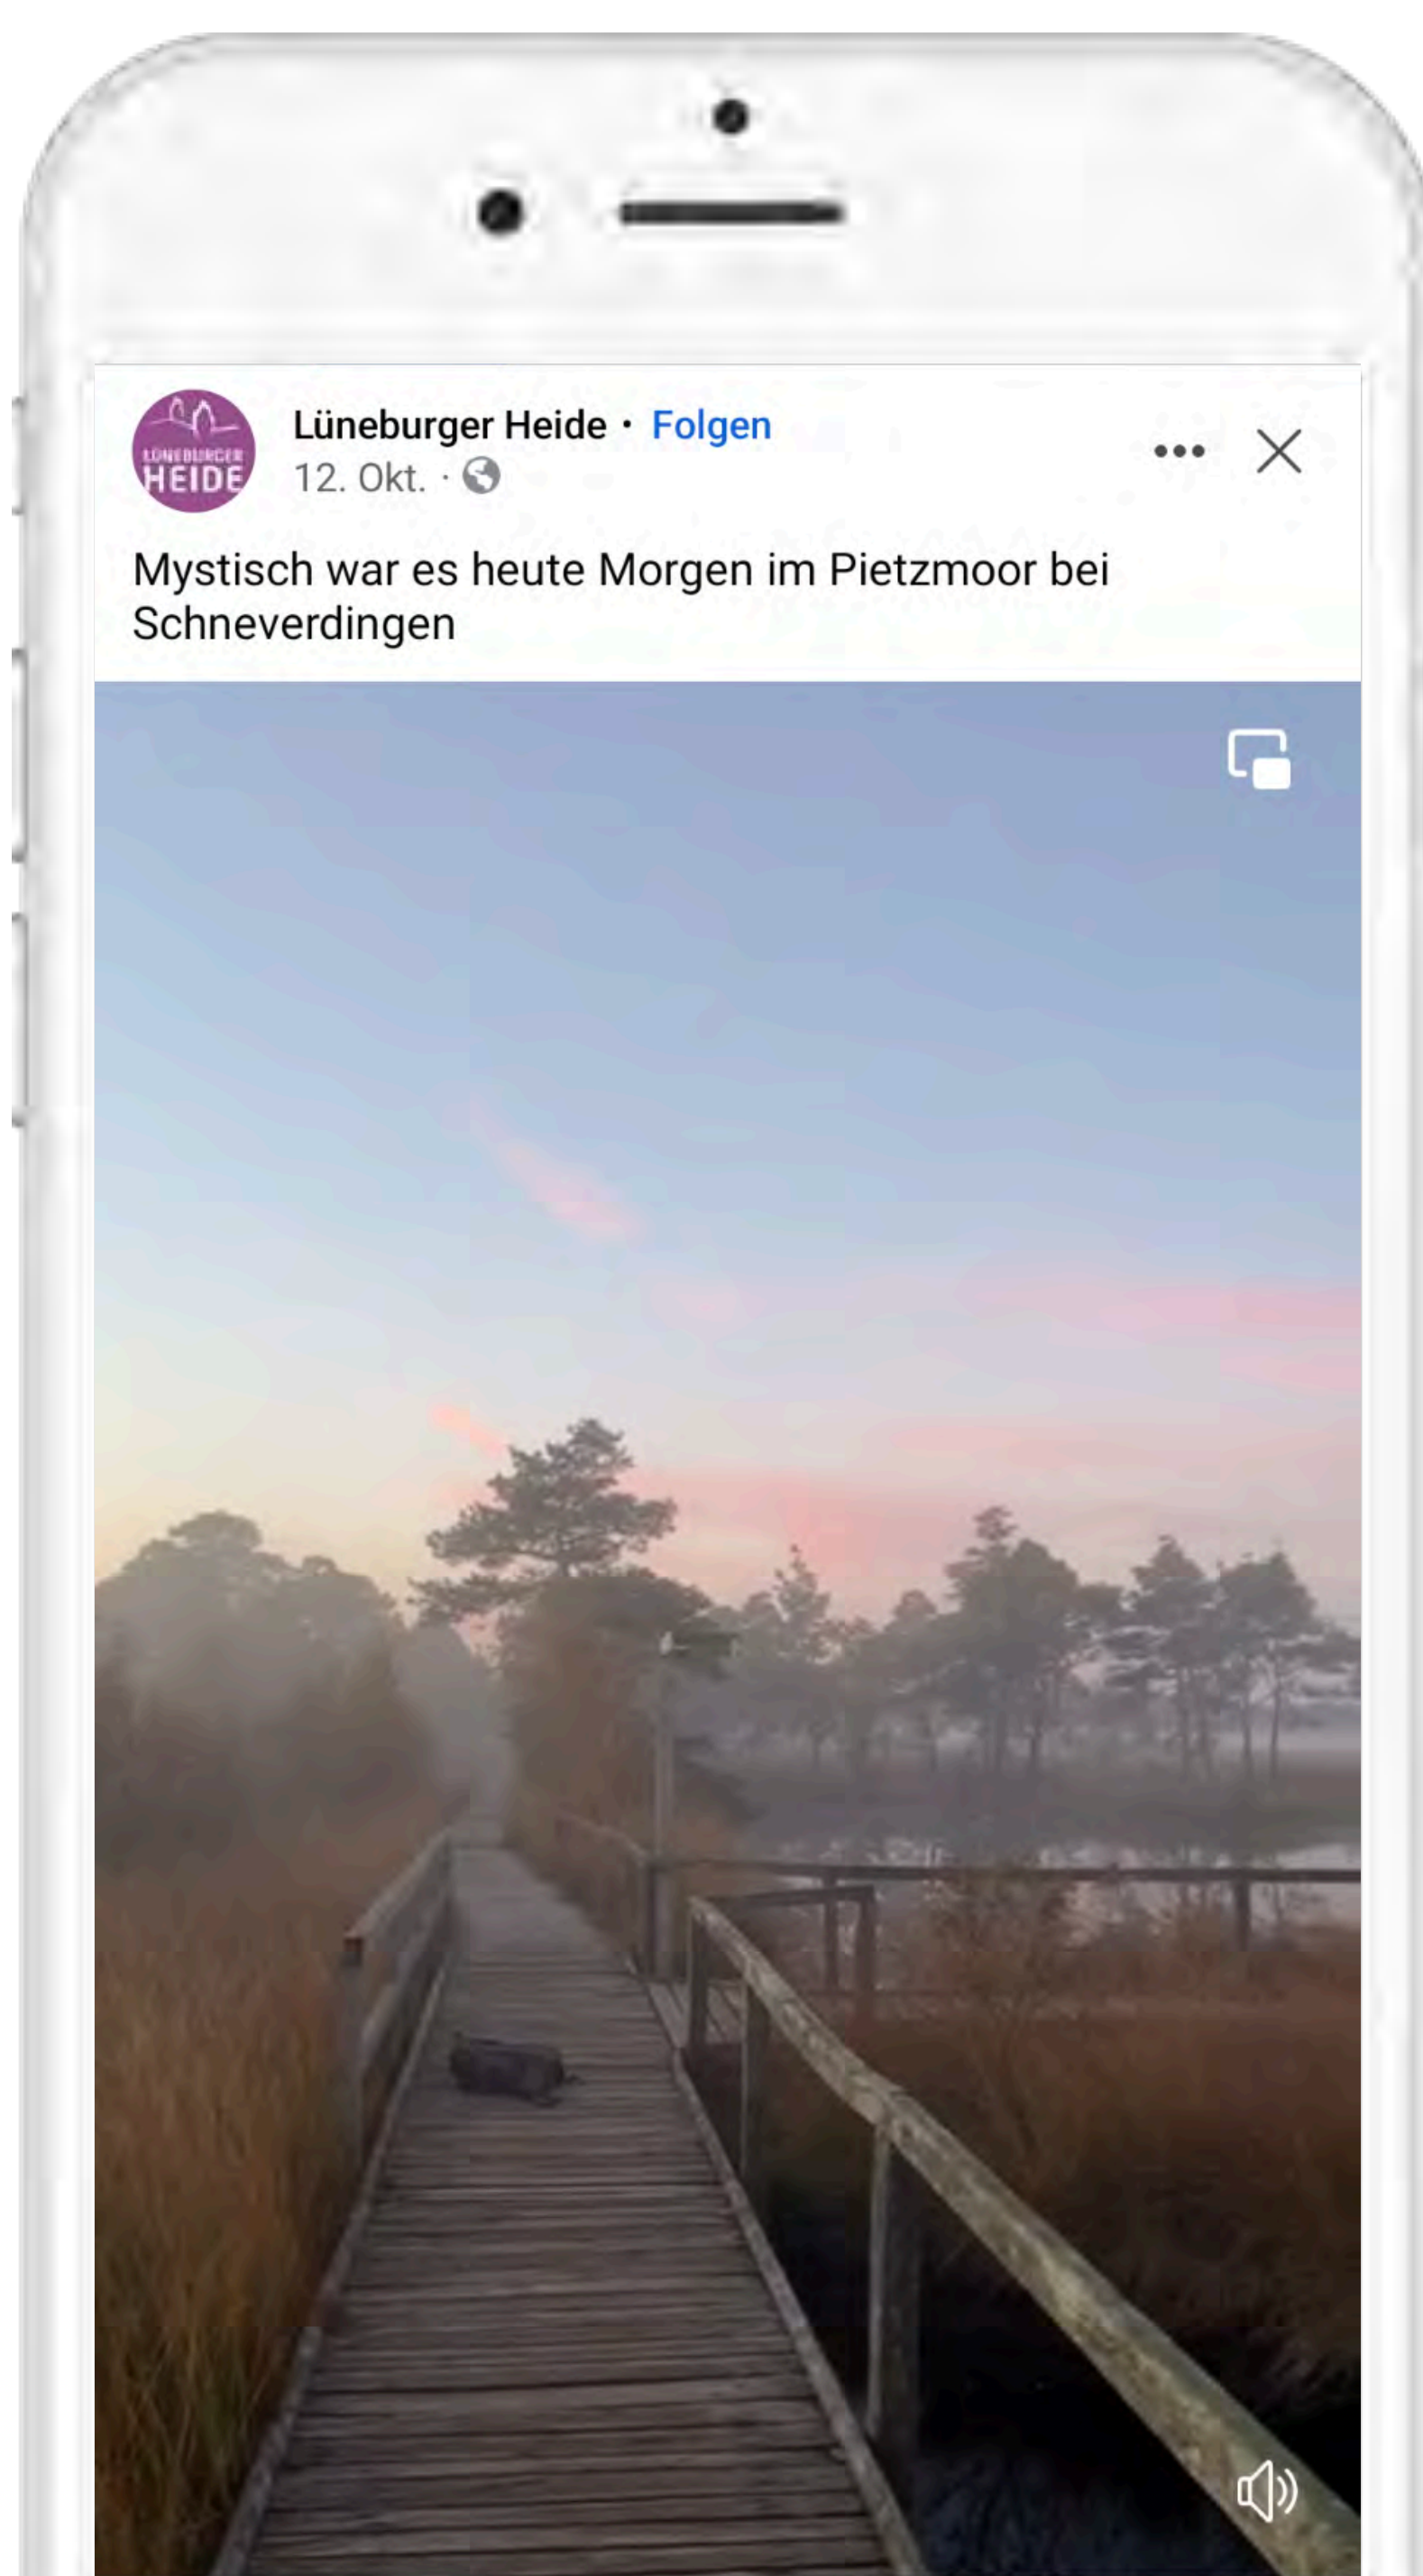 LÜNEBURGER
HEIDE
Lüneburger Heide · Folgen
12. Okt. ·
Mystisch war es heute Morgen im Pietzmoor bei
Schneverdingen